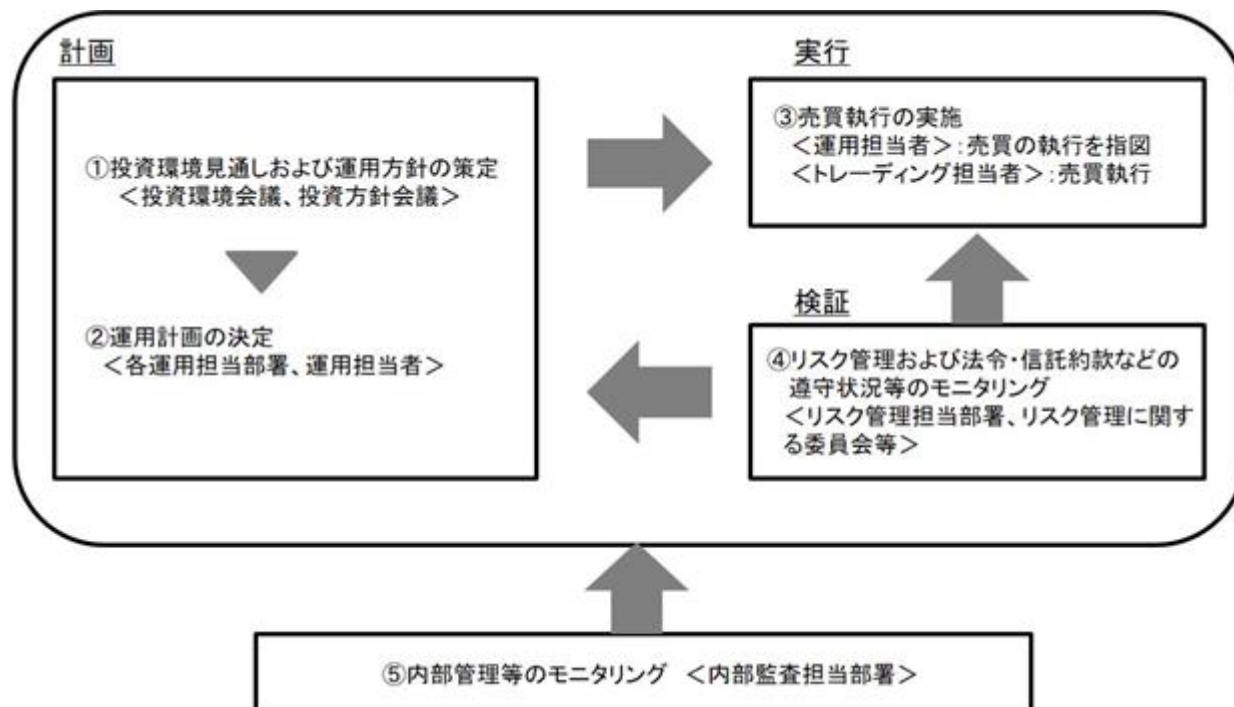 計画
①投資環境見通しおよび運用方針の策定
＜投資環境会議、投資方針会議＞
②運用計画の決定
＜各運用担当部署、運用担当者＞
実行
③売買執行の実施
＜運用担当者＞：売買の執行を指図
＜トレーディング担当者＞：売買執行
検証
④リスク管理および法令・信託約款などの
遵守状況等のモニタリング
＜リスク管理担当部署、リスク管理に関す
る委員会等＞
⑤内部管理等のモニタリング ＜内部監査担当部署＞